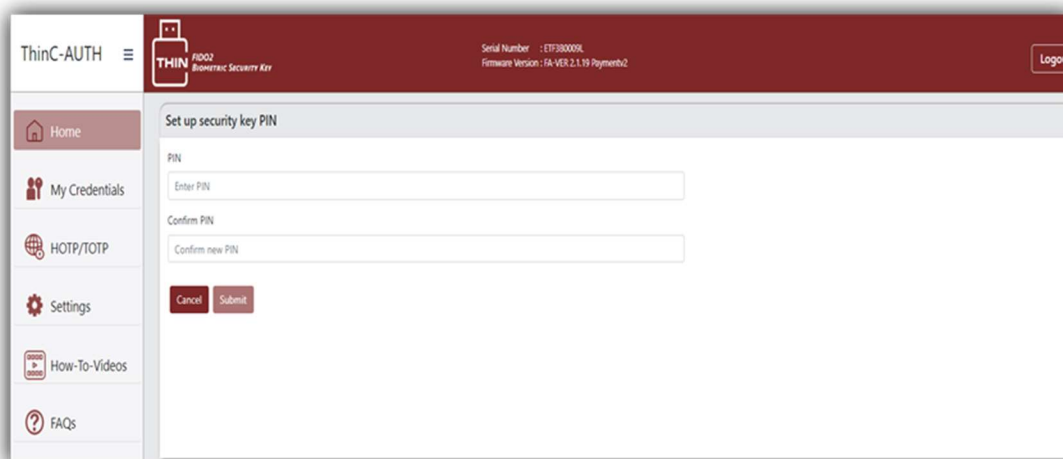 ThinC-AUTH
THIN
FIDO2
BIOMETRIC SECURITY KEY
Serial Number : ETF380009L
Firmware Version : FA-VER 2.1.19 Paymentv2
Logou
Home
My Credentials
HOTP/TOTP
Settings
How-To-Videos
FAQs
Set up security key PIN
PIN
Enter PIN
Confirm PIN
Confirm new PIN
Cancel Submit